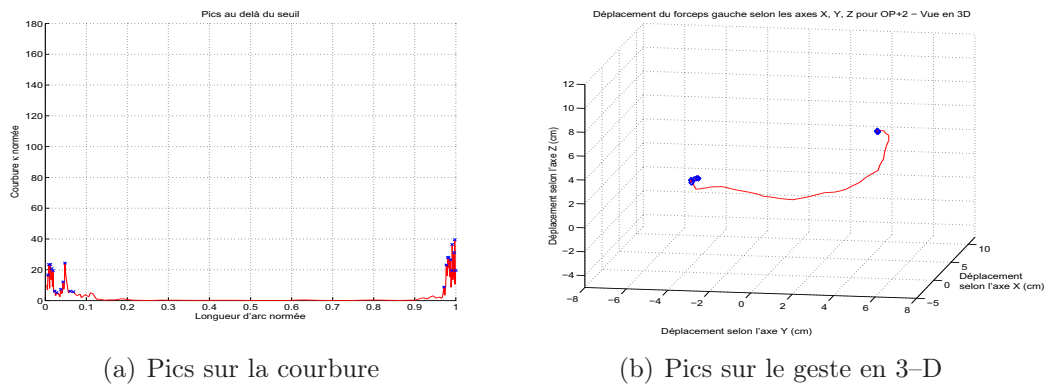 Pics au delà du seuil
180
160
140
120
100
80
60
40
20
0
Courbure κ normée
0 0.1 0.2 0.3 0.4 0.5 0.6 0.7 0.8 0.9 1
Longueur d'arc normée
(a) Pics sur la courbure
Déplacement du forceps gauche selon les axes X, Y, Z pour OP+2 − Vue en 3D
12
10
8
6
4
2
0
−2
−4
Déplacement selon l'axe Z (cm)
−8 −6 −4 −2 0 2 4 6 8
Déplacement selon l'axe Y (cm)
10
5
0
−5
Déplacement
selon l'axe X (cm)
(b) Pics sur le geste en 3–D